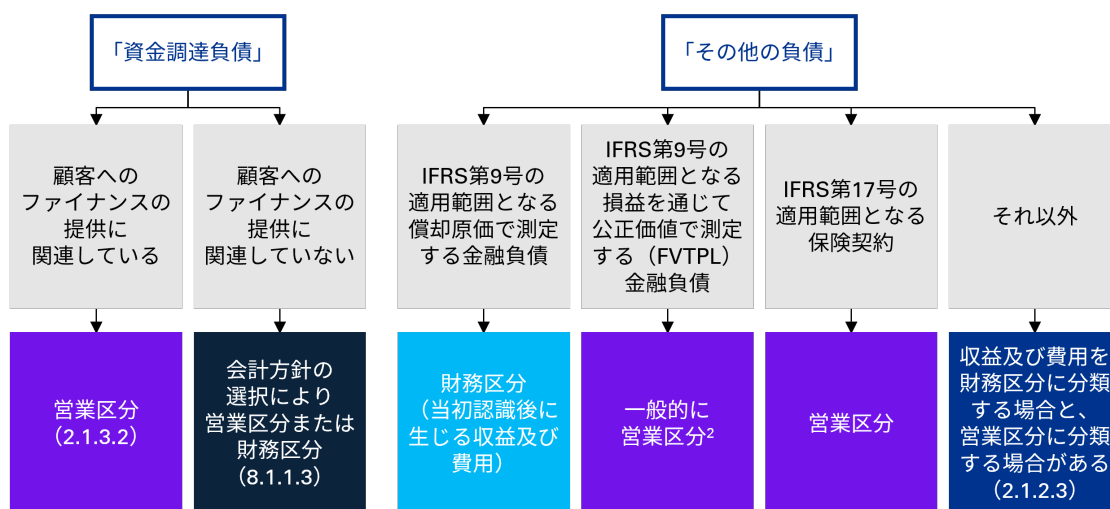 「資金調達負債」
「その他の負債」
顧客への
ファイナンスの
提供に
関連している
顧客への
ファイナンスの
提供に
関連していない
IFRS第9号の
適用範囲となる
償却原価で測定
する金融負債
IFRS第9号の
適用範囲となる
損益を通じて
公正価値で測定
する（FVTPL）
金融負債
IFRS第17号の
適用範囲となる
保険契約
それ以外
営業区分
（2.1.3.2）
会計方針の
選択により
営業区分または
財務区分
（8.1.1.3）
財務区分
（当初認識後に
生じる収益及び
費用）
一般的に
営業区分²
営業区分
収益及び費用を
財務区分に分類
する場合と、
営業区分に分類
する場合がある
（2.1.2.3）